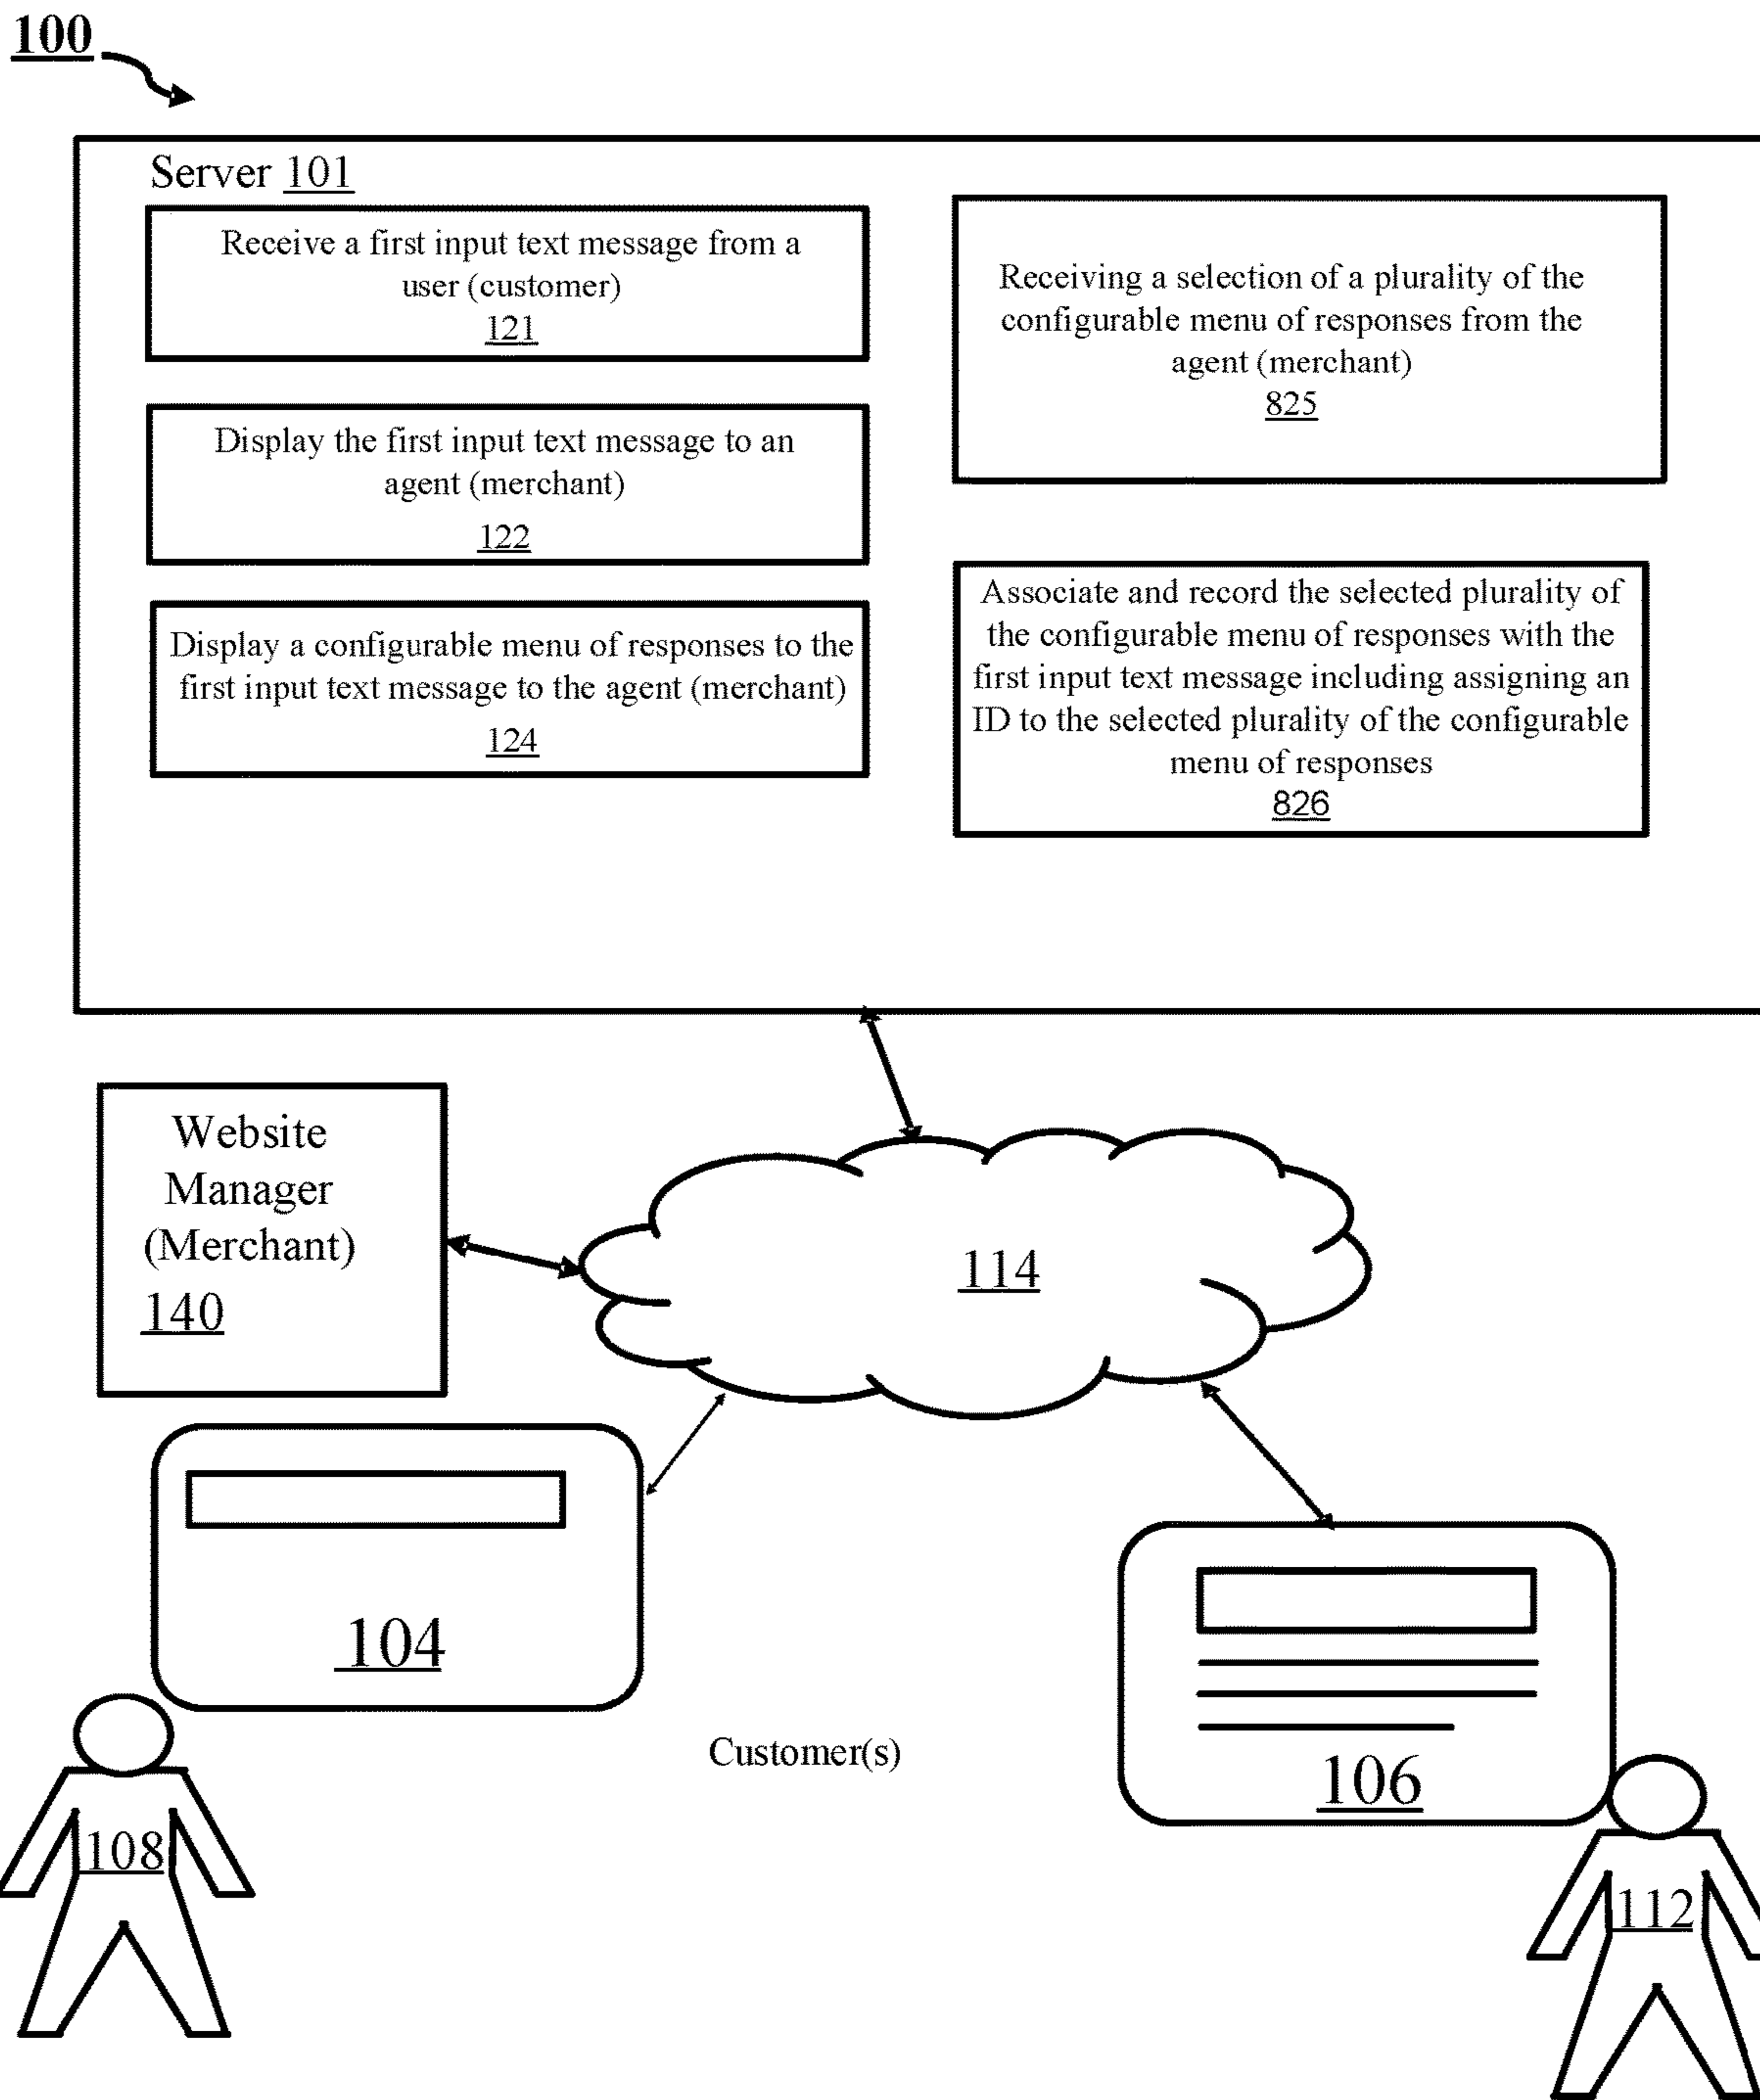 100
Server 101
Receive a first input text message from a
user (customer)
121
Display the first input text message to an
agent (merchant)
122
Display a configurable menu of responses to the
first input text message to the agent (merchant)
124
Receiving a selection of a plurality of the
configurable menu of responses from the
agent (merchant)
825
Associate and record the selected plurality of
the configurable menu of responses with the
first input text message including assigning an
ID to the selected plurality of the configurable
menu of responses
826
Website
Manager
(Merchant)
140
114
104
106
Customer(s)
108
112